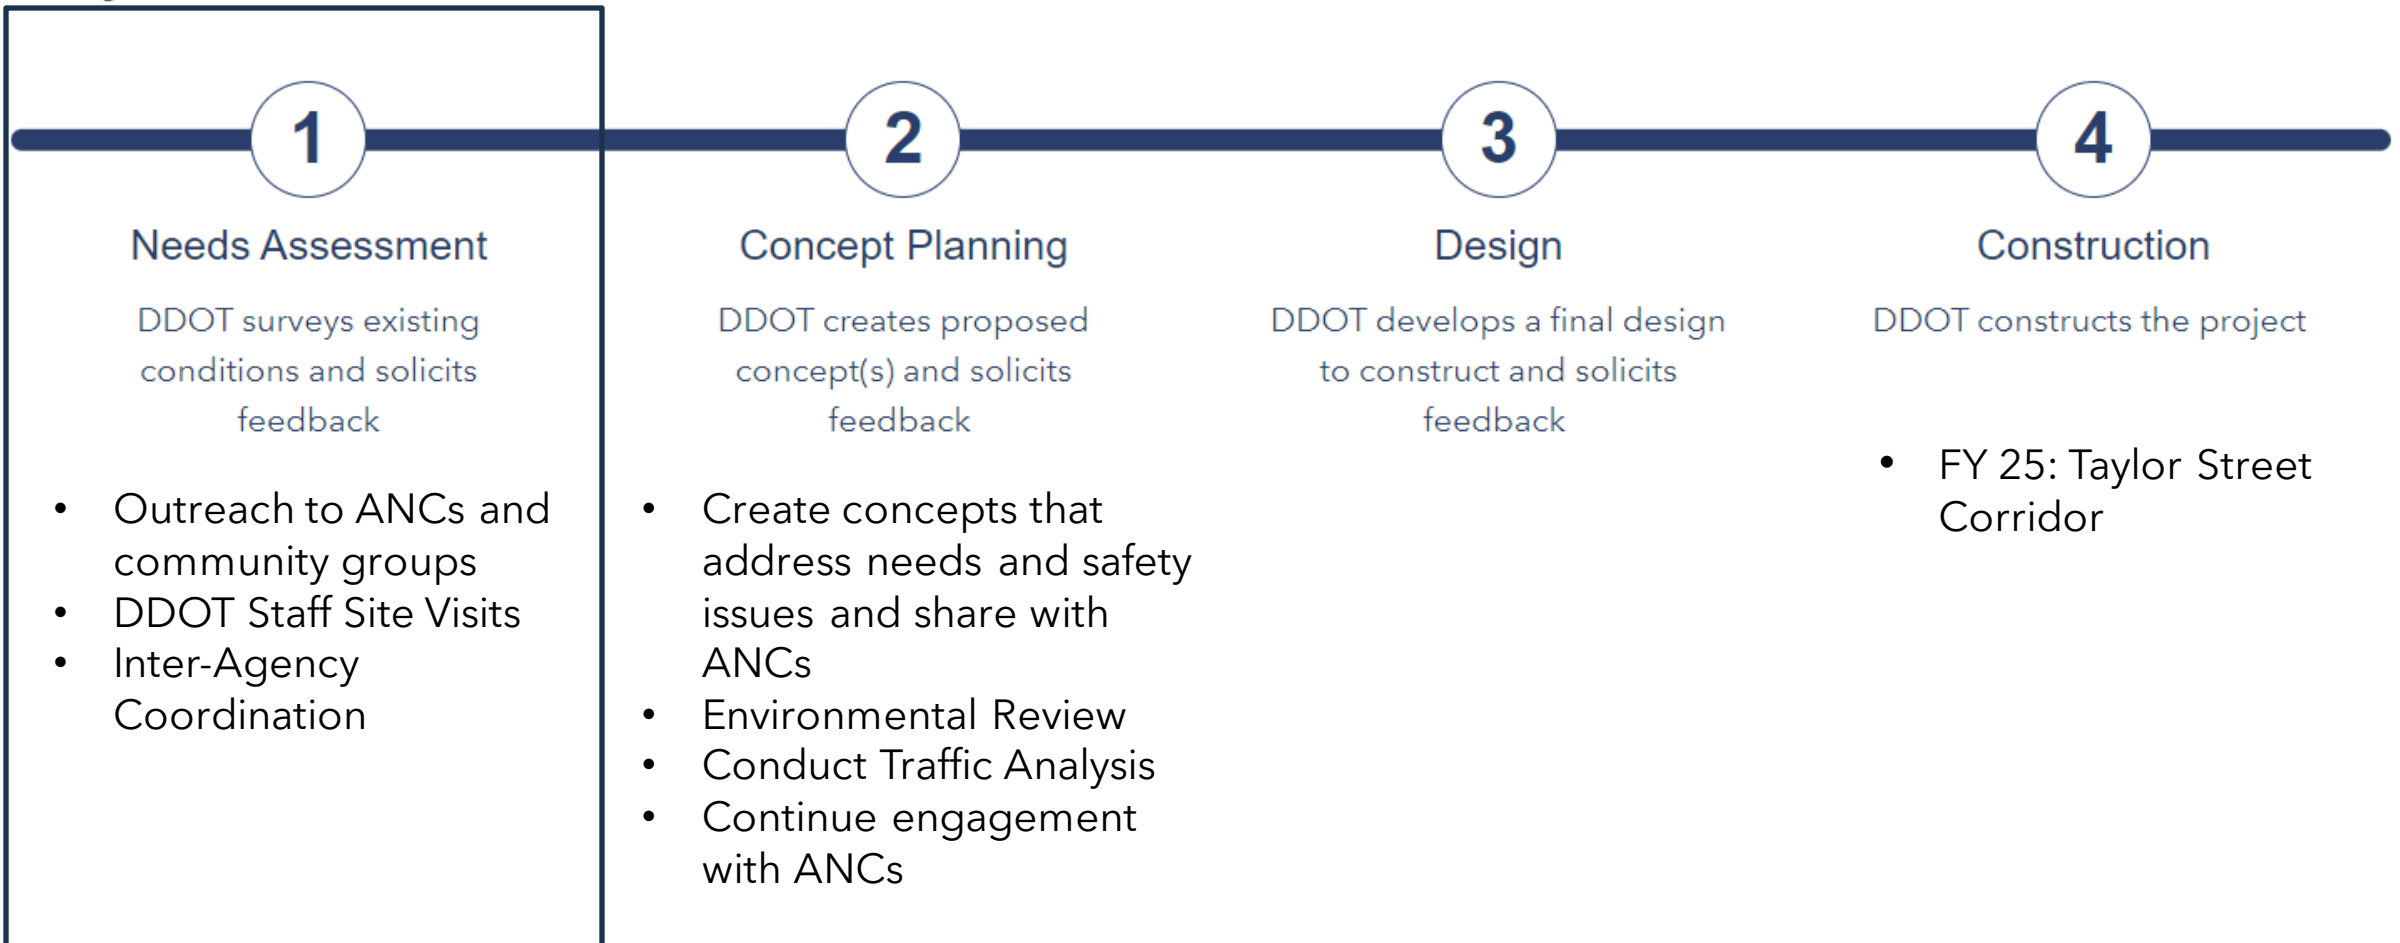 1
Needs Assessment
DDOT surveys existing
conditions and solicits
feedback
• Outreach to ANCs and
community groups
• DDOT Staff Site Visits
• Inter-Agency
Coordination
2
Concept Planning
DDOT creates proposed
concept(s) and solicits
feedback
• Create concepts that
address needs and safety
issues and share with
ANCs
• Environmental Review
• Conduct Traffic Analysis
• Continue engagement
with ANCs
3
Design
DDOT develops a final design
to construct and solicits
feedback
4
Construction
DDOT constructs the project
• FY 25: Taylor Street
Corridor